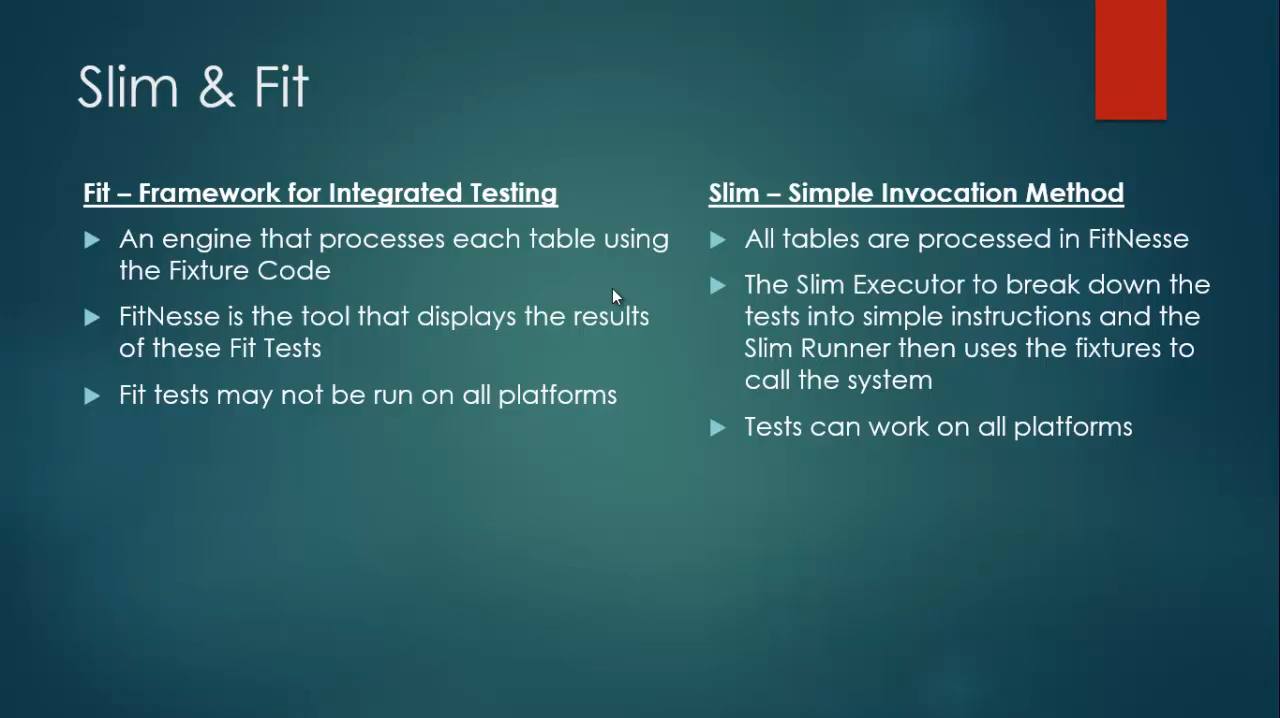 Slim & Fit
Fit – Framework for Integrated Testing
An engine that processes each table using
the Fixture Code
FitNesse is the tool that displays the results
of these Fit Tests
Fit tests may not be run on all platforms
Slim – Simple Invocation Method
All tables are processed in FitNesse
The Slim Executor to break down the
tests into simple instructions and the
Slim Runner then uses the fixtures to
call the system
Tests can work on all platforms